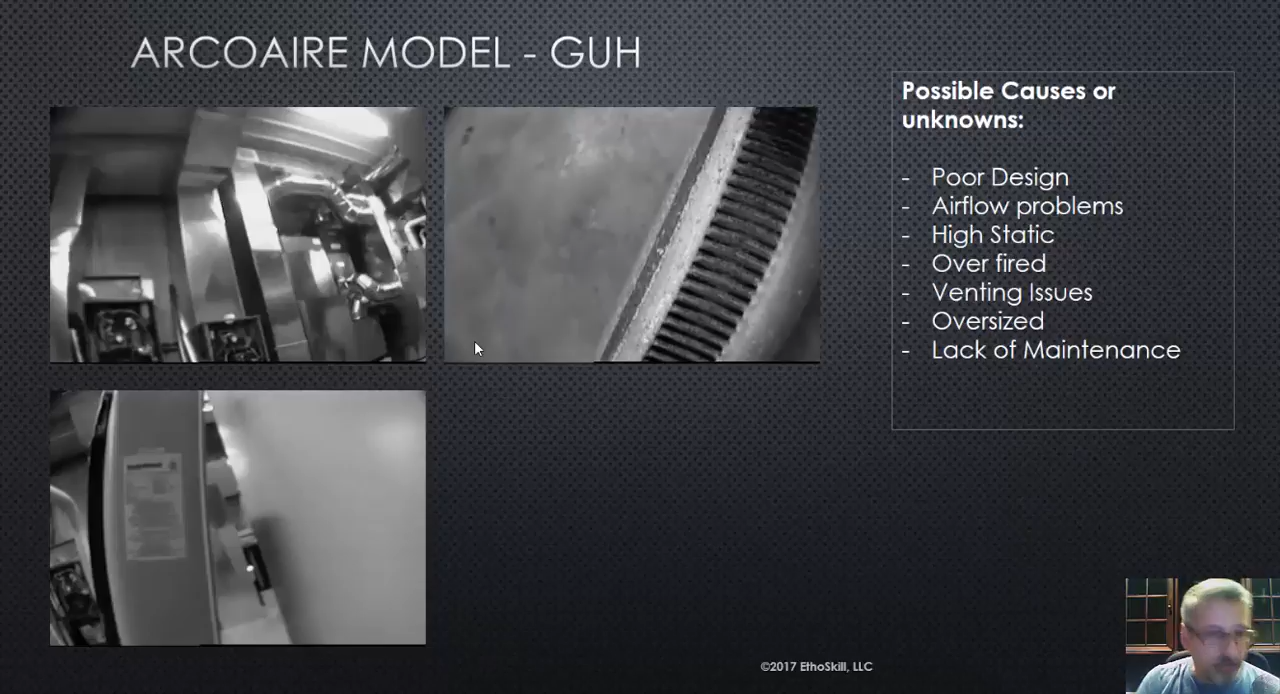 ARCOAIRE MODEL - GUH
Possible Causes or
unknowns:
- Poor Design
- Airflow problems
- High Static
- Over fired
- Venting Issues
- Oversized
- Lack of Maintenance
©2017 EthoSkill, LLC